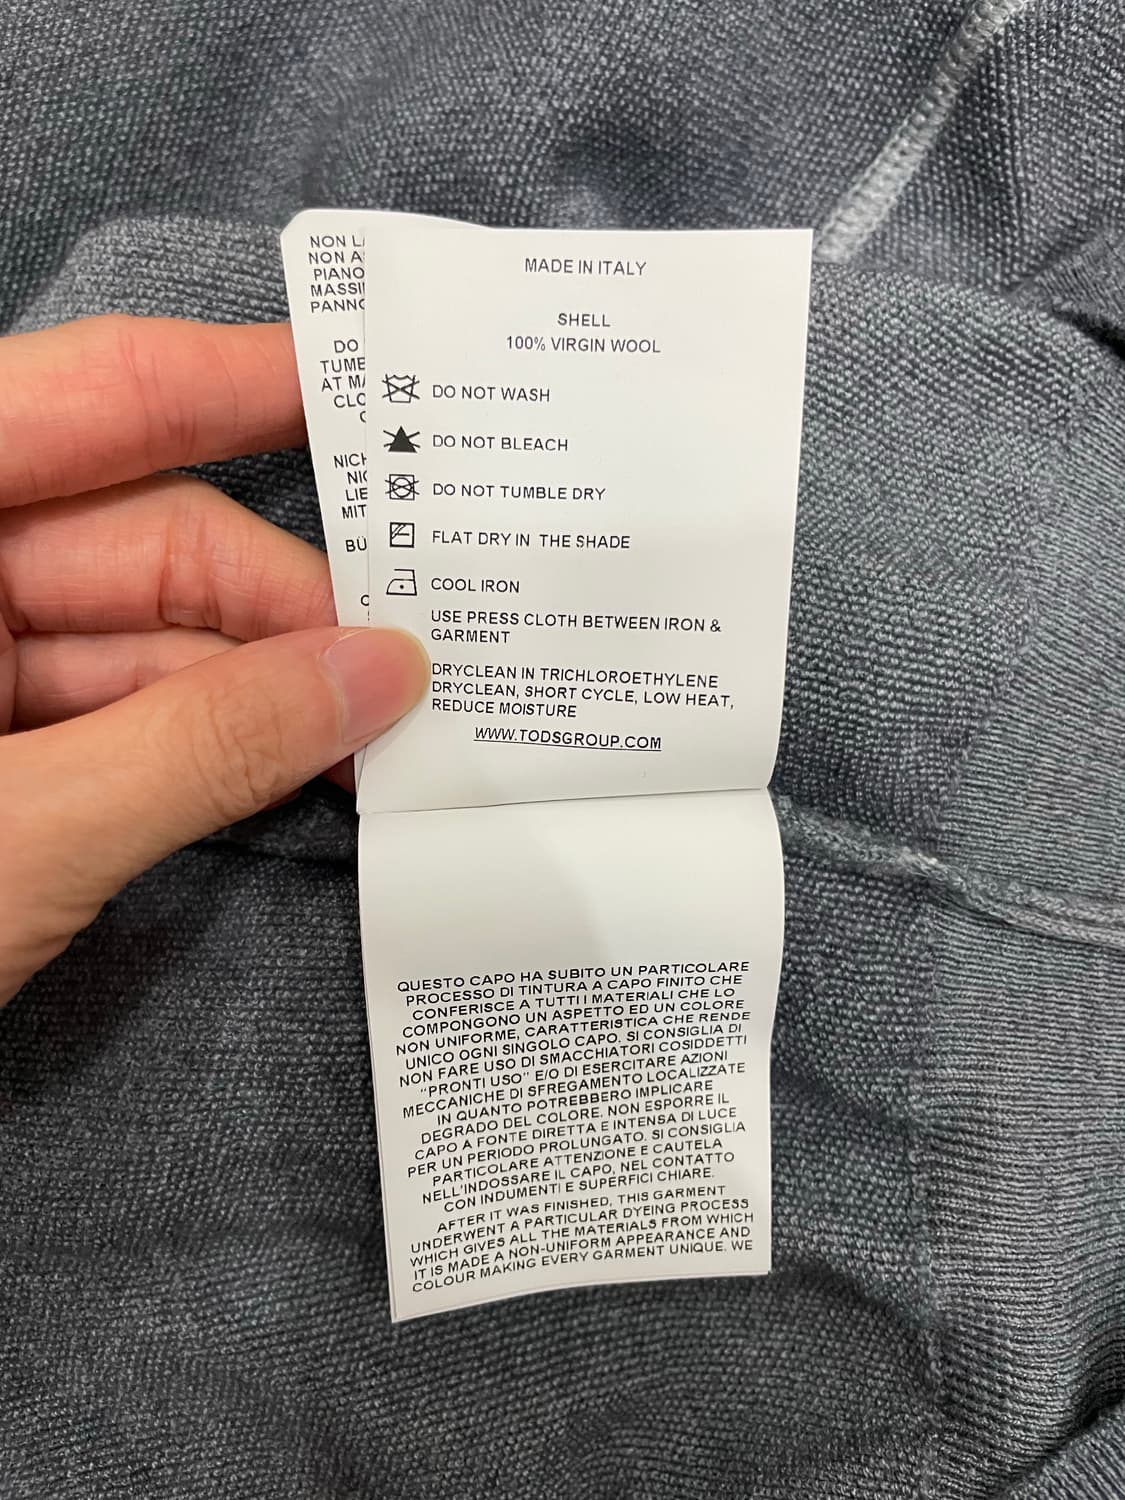 NON L
NON A
PIANO
MASSI
PANNO
DO
TUME
AT MA
CLO
NICH
NIC
LIE
MIT
BÜ
MADE IN ITALY
SHELL
100% VIRGIN WOOL
DO NOT WASH
DO NOT BLEACH
DO NOT TUMBLE DRY
FLAT DRY IN THE SHADE
COOL IRON
USE PRESS CLOTH BETWEEN IRON &
GARMENT
DRYCLEAN IN TRICHLOROETHYLENE
DRYCLEAN, SHORT CYCLE, LOW HEAT,
REDUCE MOISTURE
WWW.TODSGROUP.COM
QUESTO CAPO HA SUBITO UN PARTICOLARE
PROCESSO DI TINTURA A CAPO FINITO CHE
CONFERISCE A TUTTI I MATERIALI CHE LO
COMPONGONO UN ASPETTO ED UN COLORE
NON UNIFORME, CARATTERISTICA CHE RENDE
UNICO OGNI SINGOLO CAPO. SI CONSIGLIA DI
NON FARE USO DI SMACCHIATORI COSIDDETTI
“PRONTI USO” E/O DI ESERCITARE AZIONI
MECCANICHE DI SFREGAMENTO LOCALIZZATE
IN QUANTO POTREBBERO IMPLICARE
DEGRADO DEL COLORE. NON ESPORRE IL
CAPO A FONTE DIRETTA E INTENSA DI LUCE
PER UN PERIODO PROLUNGATO. SI CONSIGLIA
PARTICOLARE ATTENZIONE E CAUTELA
NELL'INDOSSARE IL CAPO, NEL CONTATTO
CON INDUMENTI E SUPERFICI CHIARE.
AFTER IT WAS FINISHED, THIS GARMENT
UNDERWENT A PARTICULAR DYEING PROCESS
WHICH GIVES ALL THE MATERIALS FROM WHICH
IT IS MADE A NON-UNIFORM APPEARANCE AND
COLOUR MAKING EVERY GARMENT UNIQUE. WE